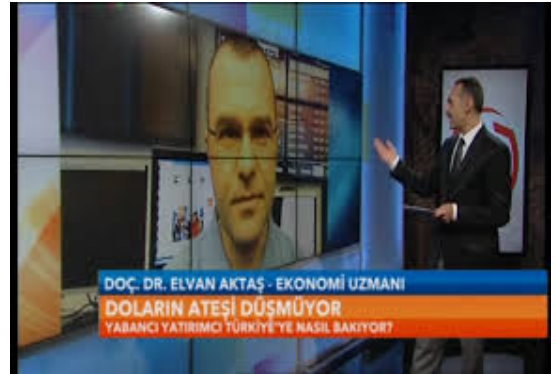 DOÇ. DR. ELVAN AKTAŞ - EKONOMİ UZMANI
DOLARIN ATEŞİ DÜŞMÜYOR
YABANCI YATIRIMCI TÜRKİYE'YE NASIL BAKIYOR?